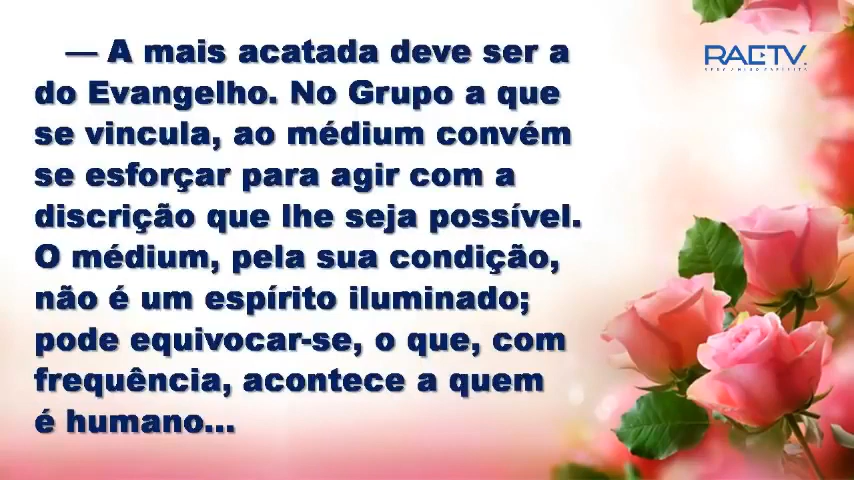 — A mais acatada deve ser a
do Evangelho. No Grupo a que
se vincula, ao médium convém
se esforçar para agir com a
discrição que lhe seja possível.
O médium, pela sua condição,
não é um espírito iluminado;
pode equivocar-se, o que, com
frequência, acontece a quem
é humano...
RAETV.